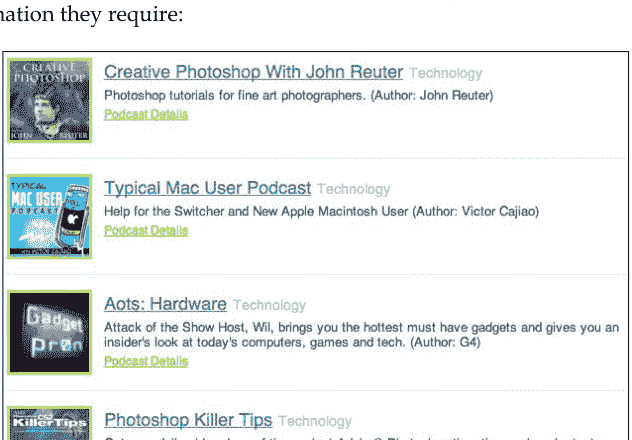 nation they require:
CREATIVE
PHOTOSHOP
JOHN REUTER
Creative Photoshop With John Reuter Technology
Photoshop tutorials for fine art photographers. (Author: John Reuter)
Podcast Details
TYPICAL
MAC USER
PODCAST
Typical Mac User Podcast Technology
Help for the Switcher and New Apple Macintosh User (Author: Victor Cajiao)
Podcast Details
Gadget
pr0n
Aots: Hardware Technology
Attack of the Show Host, Wil, brings you the hottest must have gadgets and gives you an
insider's look at today's computers, games and tech. (Author: G4)
Podcast Details
KillerTips
Photoshop Killer Tips Technology